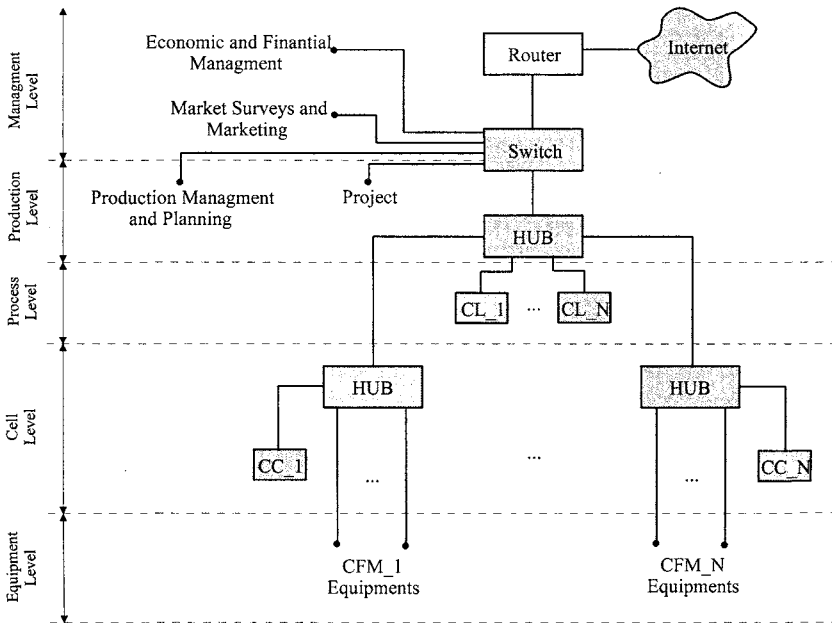 Managment
Level
Economic and Finantial
Managment
Router
Internet
Market Surveys and
Marketing
Switch
Production
Level
Production Managment
and Planning
Project
HUB
Process
Level
CL_1
...
CL_N
Cell
Level
HUB
HUB
CC_1
...
...
...
CC_N
Equipment
Level
CFM_1
Equipments
CFM_N
Equipments